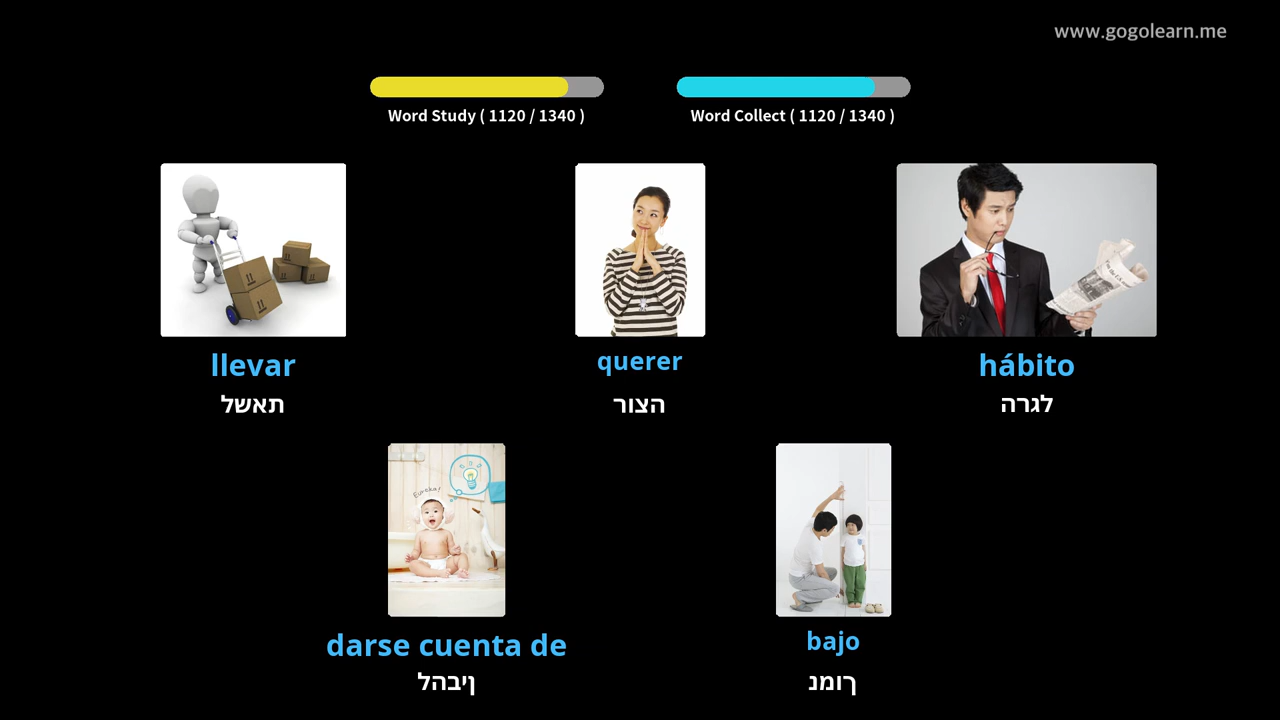 www.gogolearn.me
Word Study ( 1120 / 1340 )
Word Collect ( 1120 / 1340 )
llevar
תאשל
querer
הצור
hábito
לגרה
darse cuenta de
ןיבהל
bajo
ךומנ